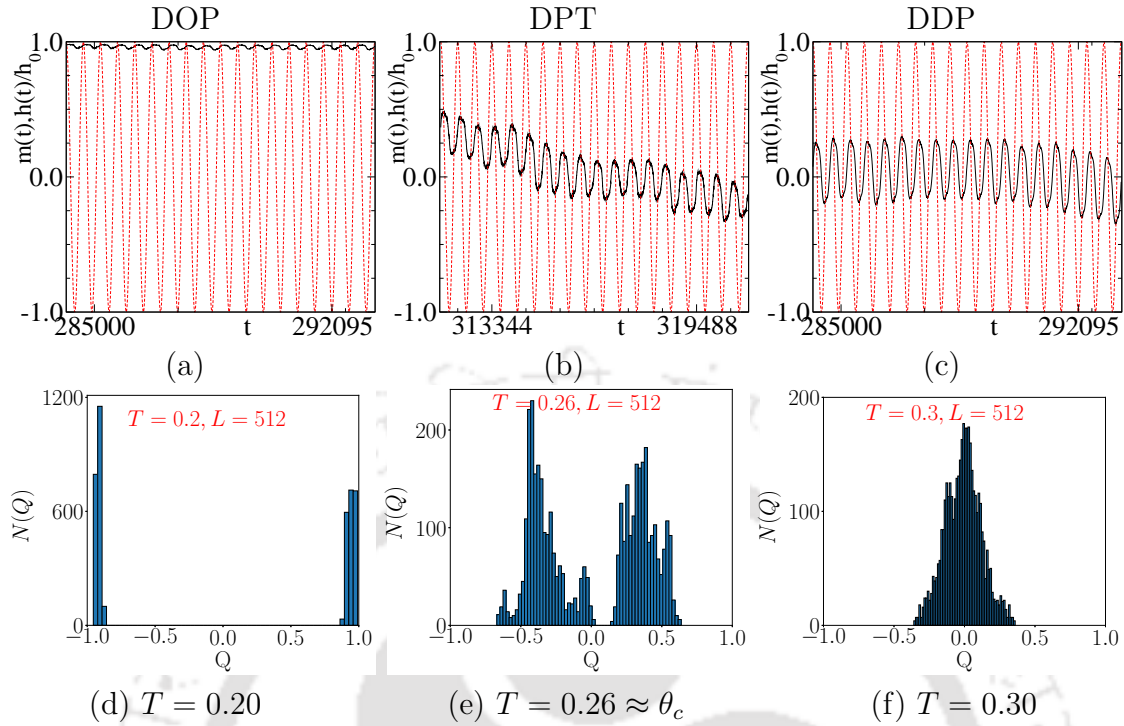 DOP
DPT
DDP
m(t),h(t)/h₀
1.0
0.0
-1.0
285000
t
292095
m(t),h(t)/h₀
1.0
0.0
-1.0
313344
t
319488
m(t),h(t)/h₀
1.0
0.0
-1.0
285000
t
292095
(a)
(b)
(c)
N(Q)
1200
600
0
T = 0.2, L = 512
−1.0 −0.5 0.0 0.5 1.0
Q
N(Q)
200
100
0
T = 0.26, L = 512
−1.0 −0.5 0.0 0.5 1.0
Q
N(Q)
200
100
0
T = 0.3, L = 512
−1.0 −0.5 0.0 0.5 1.0
Q
(d) T = 0.20
(e) T = 0.26 ≈ θc
(f) T = 0.30